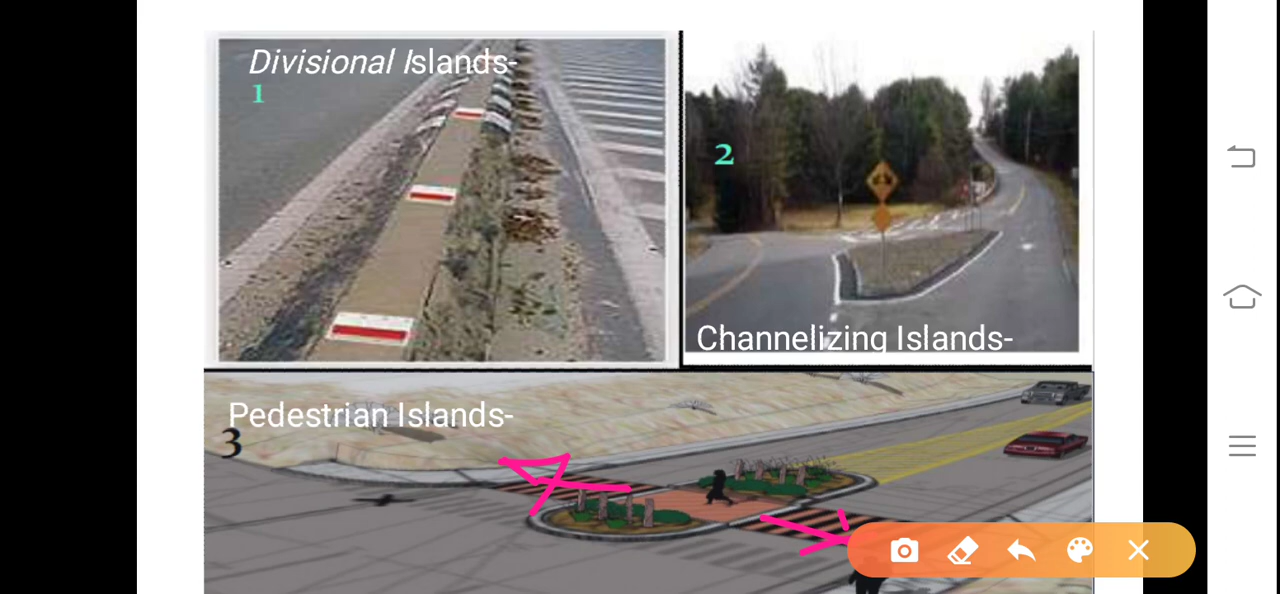 Divisional Islands-
1
2
Channelizing Islands-
Pedestrian Islands-
3